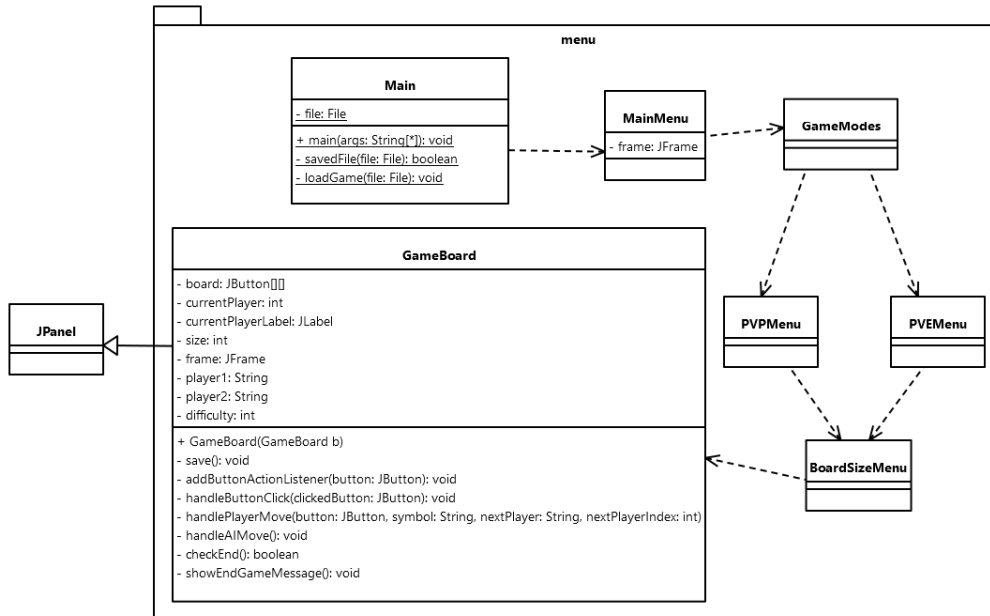 menu
Main
- file: File
+ main(args: String[*]): void
- savedFile(file: File): boolean
- loadGame(file: File): void
MainMenu
- frame: JFrame
GameModes
GameBoard
- board: JButton[][]
- currentPlayer: int
- currentPlayerLabel: JLabel
- size: int
- frame: JFrame
- player1: String
- player2: String
- difficulty: int
+ GameBoard(GameBoard b)
- save(): void
- addButtonActionListener(button: JButton): void
- handleButtonClick(clickedButton: JButton): void
- handlePlayerMove(button: JButton, symbol: String, nextPlayer: String, nextPlayerIndex: int)
- handleAIMove(): void
- checkEnd(): boolean
- showEndGameMessage(): void
JPanel
PVPMenu
PVEMenu
BoardSizeMenu